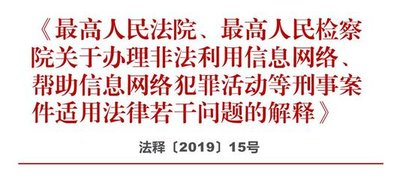 《最高人民法院、最高人民检察
院关于办理非法利用信息网络、
帮助信息网络犯罪活动等刑事案
件适用法律若干问题的解释》
法释〔2019〕15号